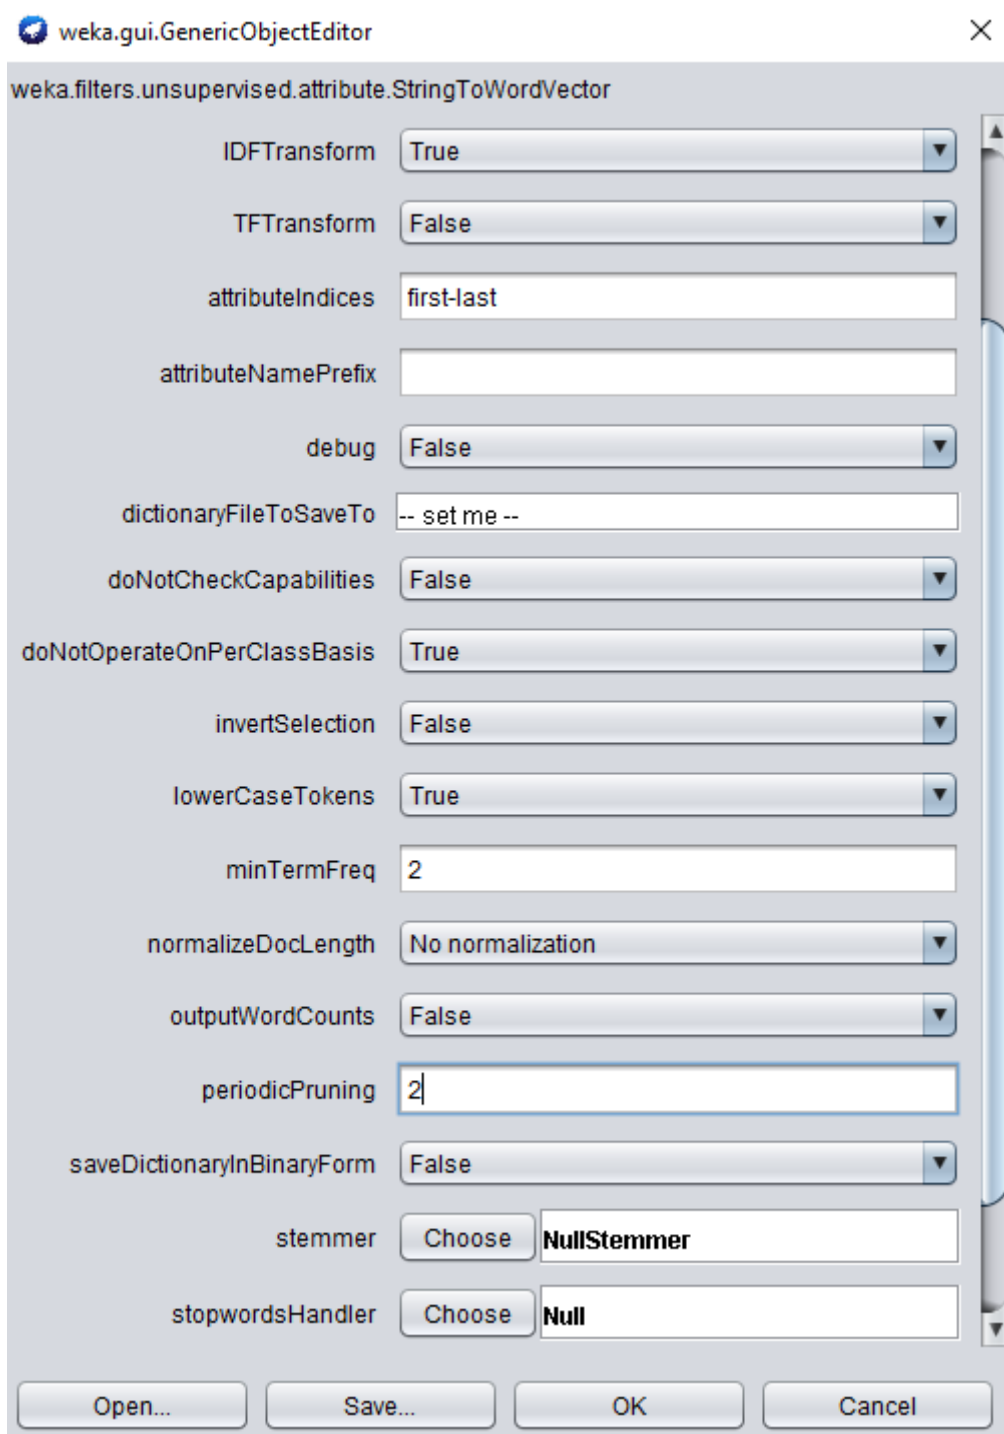 weka.gui.GenericObjectEditor
weka.filters.unsupervised.attribute.StringToWordVector
IDFTransform True
TFTransform False
attributeIndices first-last
attributeNamePrefix
debug False
dictionaryFileToSaveTo -- set me --
doNotCheckCapabilities False
doNotOperateOnPerClassBasis True
invertSelection False
lowerCaseTokens True
minTermFreq 2
normalizeDocLength No normalization
outputWordCounts False
periodicPruning 2
saveDictionaryInBinaryForm False
stemmer Choose NullStemmer
stopwordsHandler Choose Null
Open... Save... OK Cancel